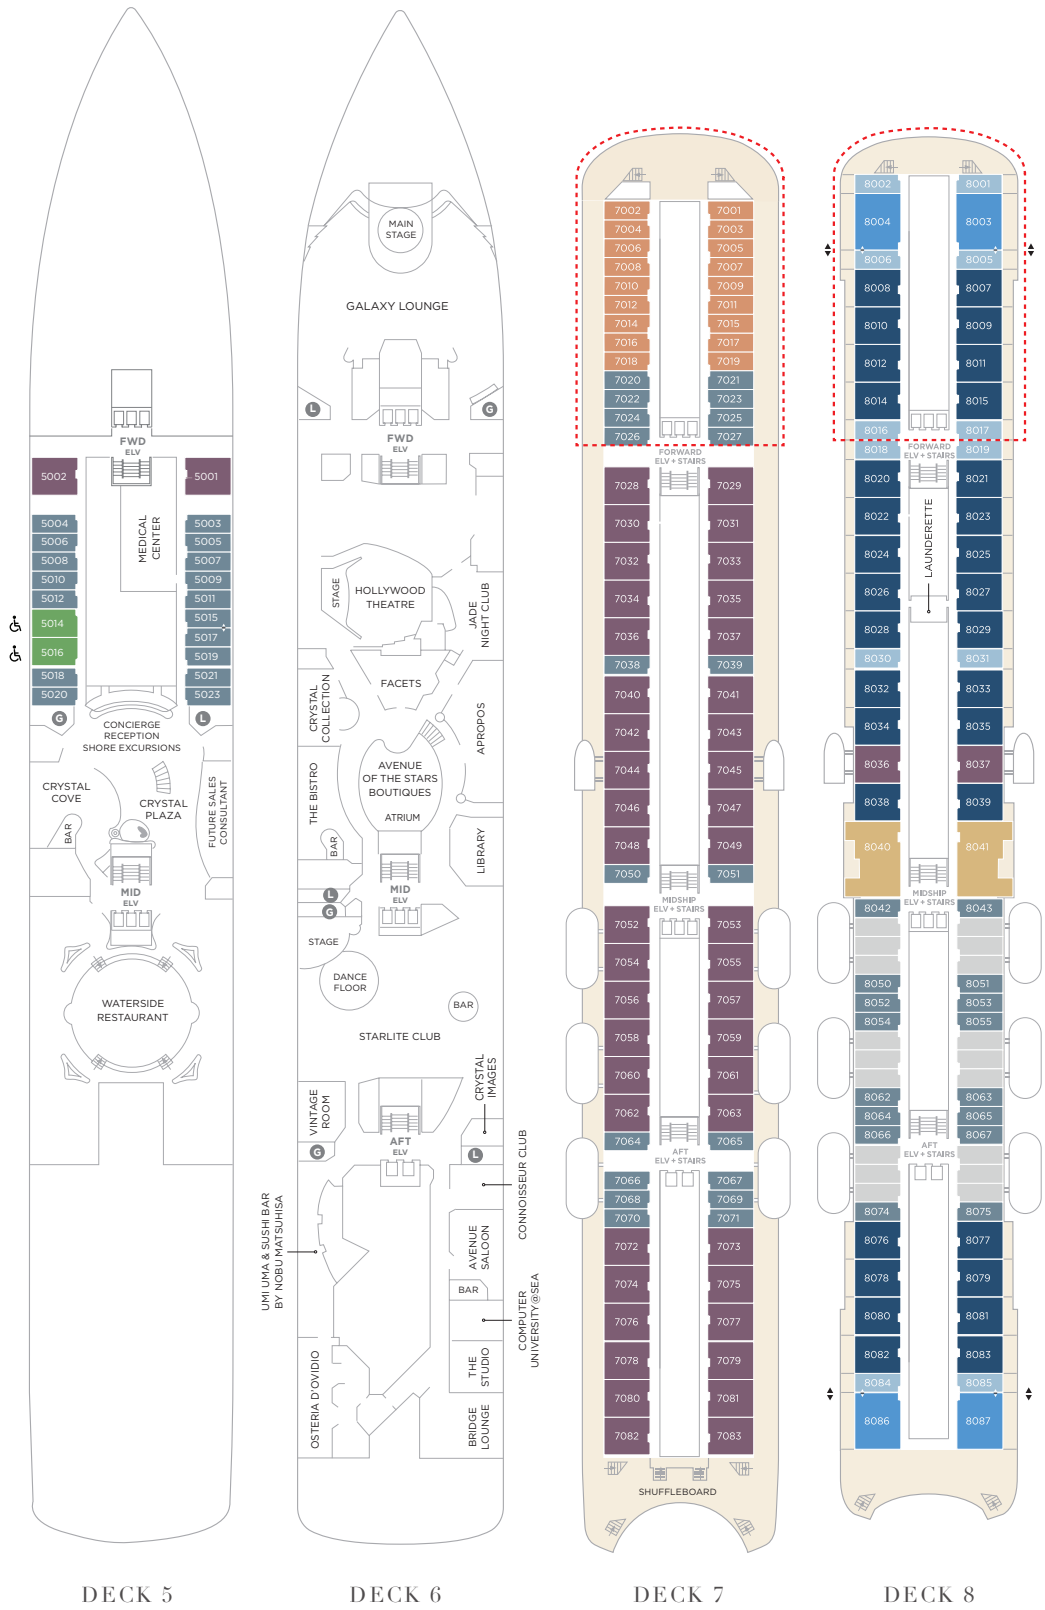 FWD
ELV
5002
5001
5004
5003
5006
5005
5008
5007
5010
5009
5012
5011
5014
5015
5017
5016
5019
5018
5021
5020
5023
MEDICAL
CENTER
G
L
CONCIERGE
RECEPTION
SHORE EXCURSIONS
CRYSTAL
COVE
BAR
CRYSTAL
PLAZA
FUTURE SALES
CONSULTANT
MID
ELV
WATERSIDE
RESTAURANT
DECK 5
MAIN
STAGE
GALAXY LOUNGE
L
G
FWD
ELV
STAGE
HOLLYWOOD
THEATRE
JADE
NIGHT CLUB
FACETS
CRYSTAL
COLLECTION
APROPOS
AVENUE
OF THE STARS
BOUTIQUES
ATRIUM
THE BISTRO
BAR
LIBRARY
L
G
MID
ELV
STAGE
DANCE
FLOOR
BAR
STARLITE CLUB
CRYSTAL
IMAGES
VINTAGE
ROOM
G
AFT
ELV
L
CONNOISSEUR CLUB
UMI UMA & SUSHI BAR
BY NOBU MATSUHISA
AVENUE
SALOON
BAR
COMPUTER
UNIVERSITY@SEA
THE
STUDIO
OSTERIA D'OVIDIO
BRIDGE
LOUNGE
DECK 6
7002
7001
7004
7003
7006
7005
7008
7007
7010
7009
7012
7011
7014
7015
7016
7017
7018
7019
7020
7021
7022
7023
7024
7025
7026
7027
FORWARD
ELV + STAIRS
7028
7029
7030
7031
7032
7033
7034
7035
7036
7037
7038
7039
7040
7041
7042
7043
7044
7045
7046
7047
7048
7049
7050
7051
MIDSHIP
ELV + STAIRS
7052
7053
7054
7055
7056
7057
7058
7059
7060
7061
7062
7063
7064
7065
AFT
ELV + STAIRS
7066
7067
7068
7069
7070
7071
7072
7073
7074
7075
7076
7077
7078
7079
7080
7081
7082
7083
SHUFFLEBOARD
DECK 7
8002
8001
8004
8003
8006
8005
8008
8007
8010
8009
8012
8011
8014
8015
8016
8017
8018
8019
FORWARD
ELV + STAIRS
8020
8021
8022
8023
LAUNDERETTE
8024
8025
8026
8027
8028
8029
8030
8031
8032
8033
8034
8035
8036
8037
8038
8039
8040
8041
MIDSHIP
ELV + STAIRS
8042
8043
8050
8051
8052
8053
8054
8055
8062
8063
8064
8065
8066
8067
AFT
ELV + STAIRS
8074
8075
8076
8077
8078
8079
8080
8081
8082
8083
8084
8085
8086
8087
DECK 8